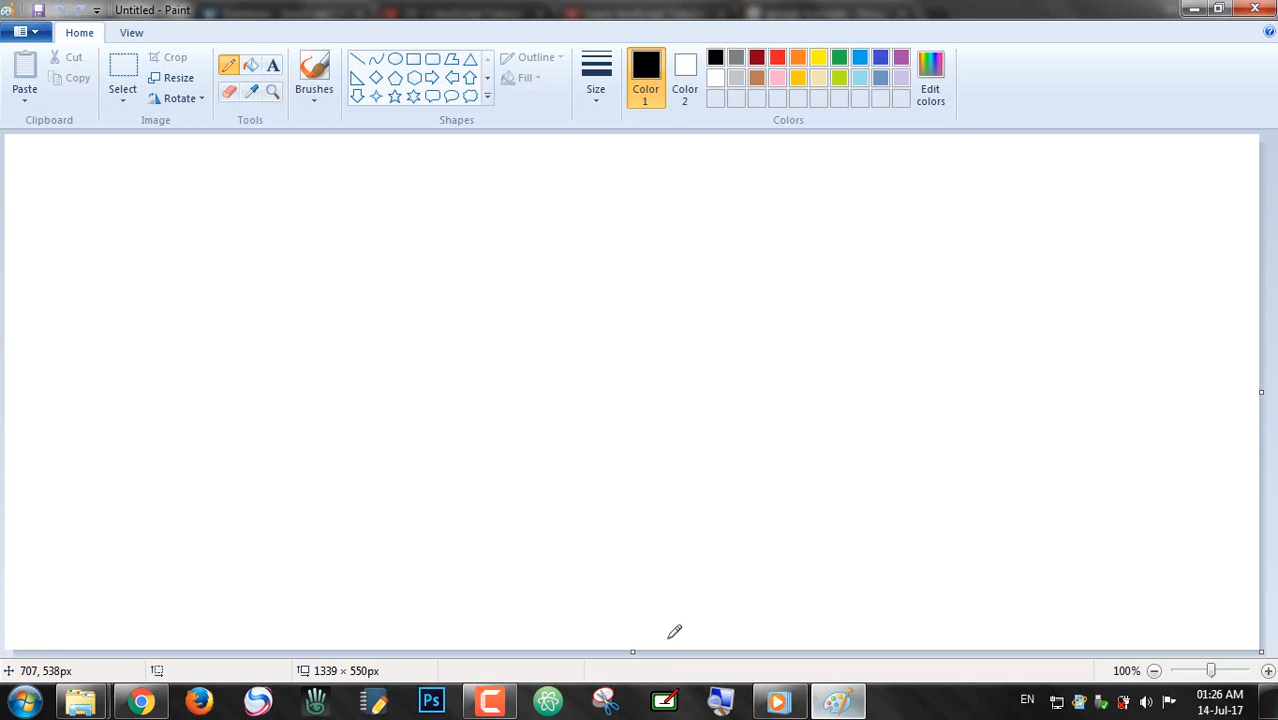 Untitled - Paint
Home View
Paste
Cut
Copy
Clipboard
Select
Crop
Resize
Rotate
Image
A
Tools
Brushes
Outline
Fill
Shapes
Size
Color 1
Color 2
Edit colors
Colors
707, 538px
1339 × 550px
100%
Ps
EN
01:26 AM
14-Jul-17